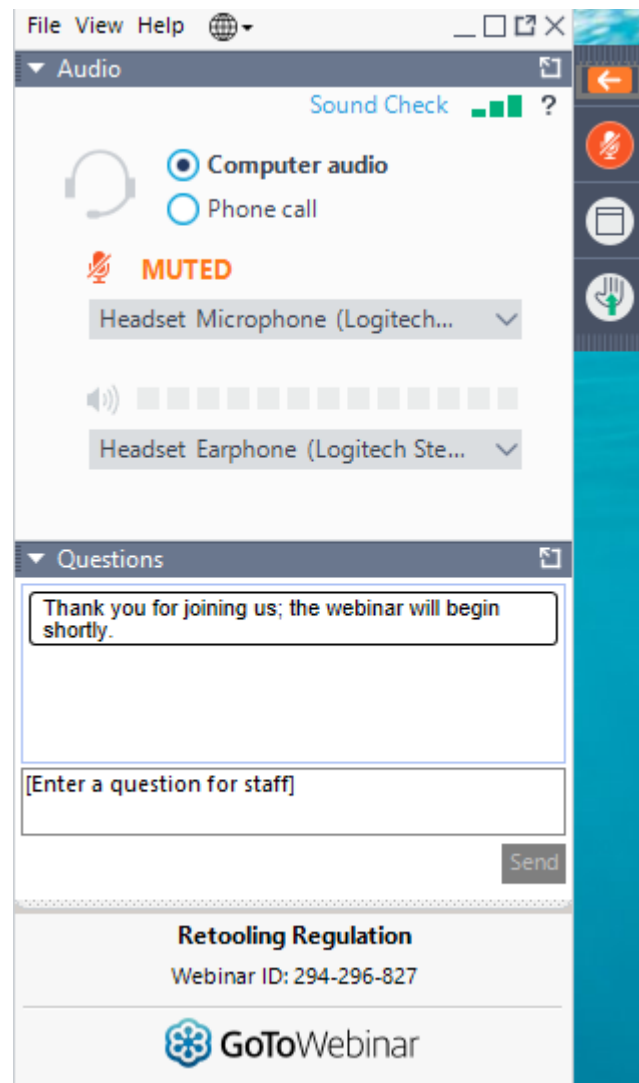 File View Help
Audio
Sound Check ?
Computer audio
Phone call
MUTED
Headset Microphone (Logitech...
Headset Earphone (Logitech Ste...
Questions
Thank you for joining us; the webinar will begin
shortly.
[Enter a question for staff]
Send
Retooling Regulation
Webinar ID: 294-296-827
GoToWebinar